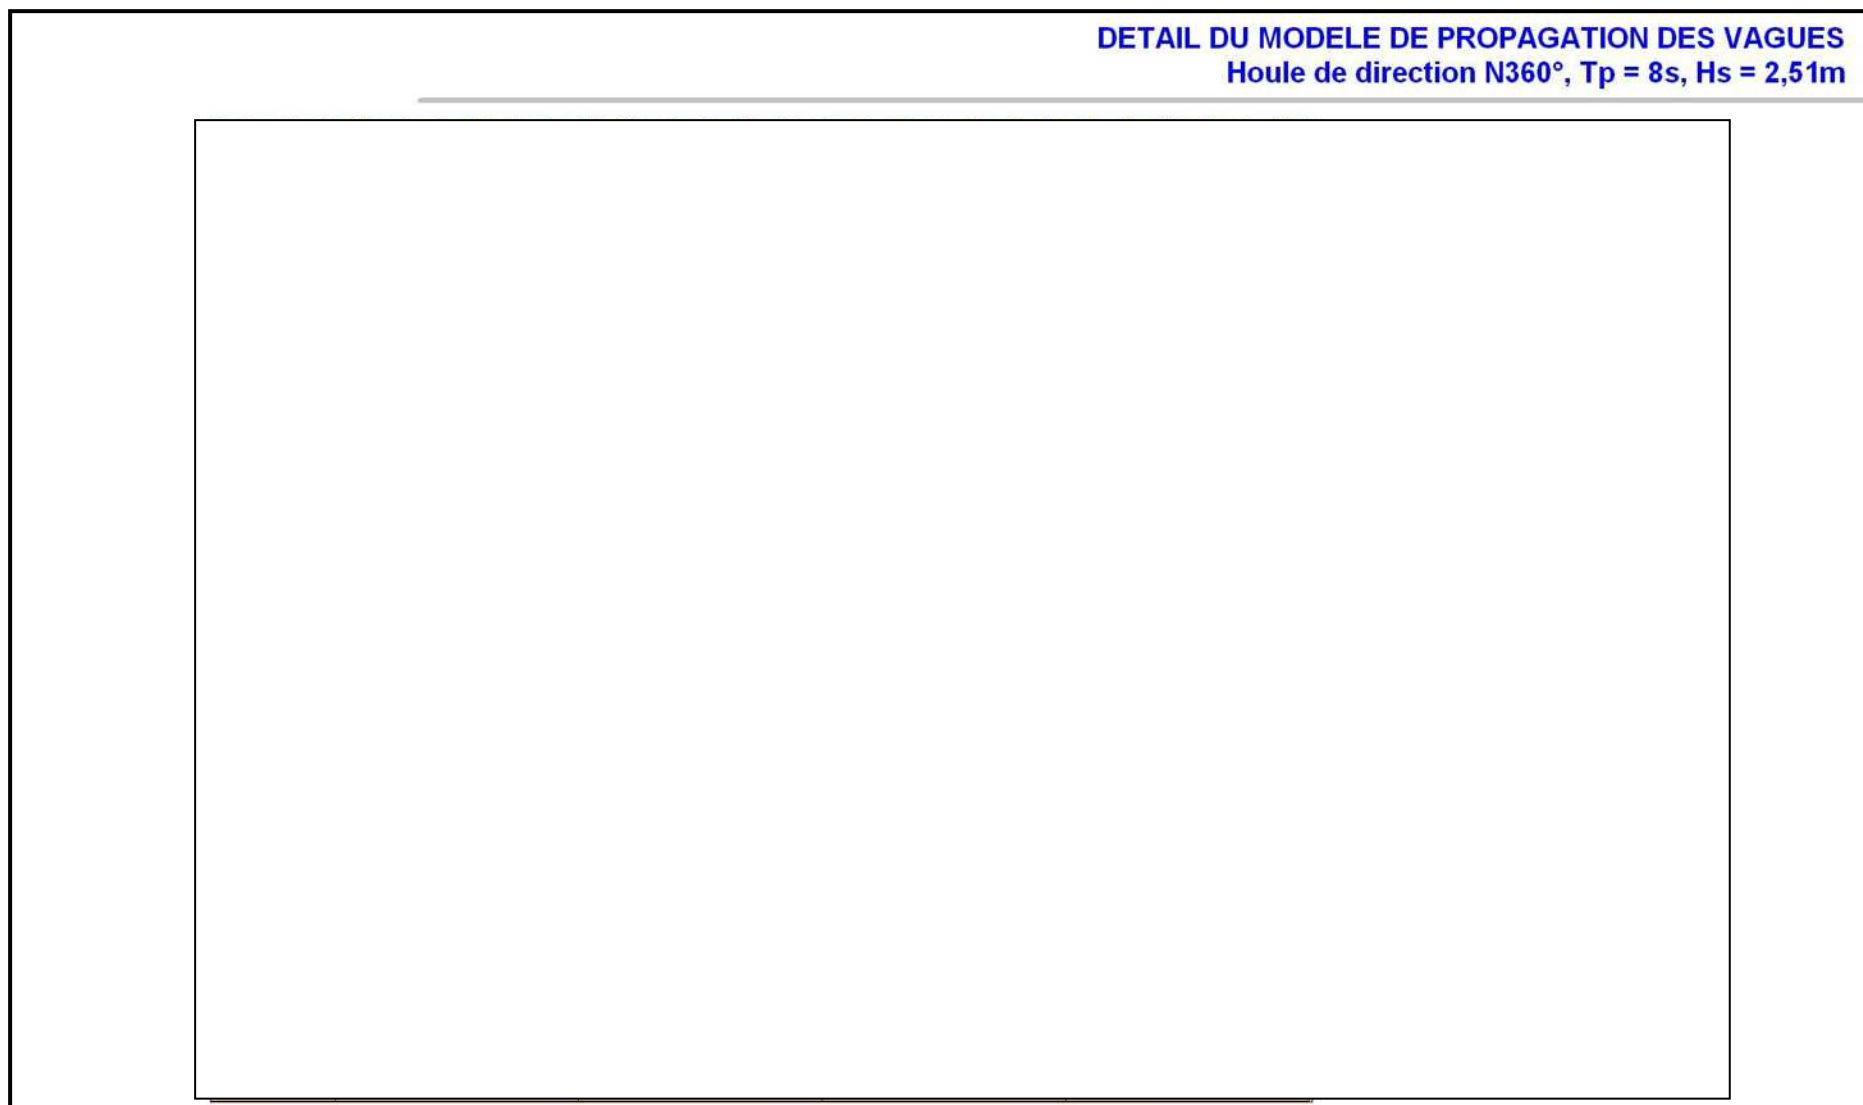 DETAIL DU MODELE DE PROPAGATION DES VAGUES
Houle de direction N360°, Tp = 8s, Hs = 2,51m